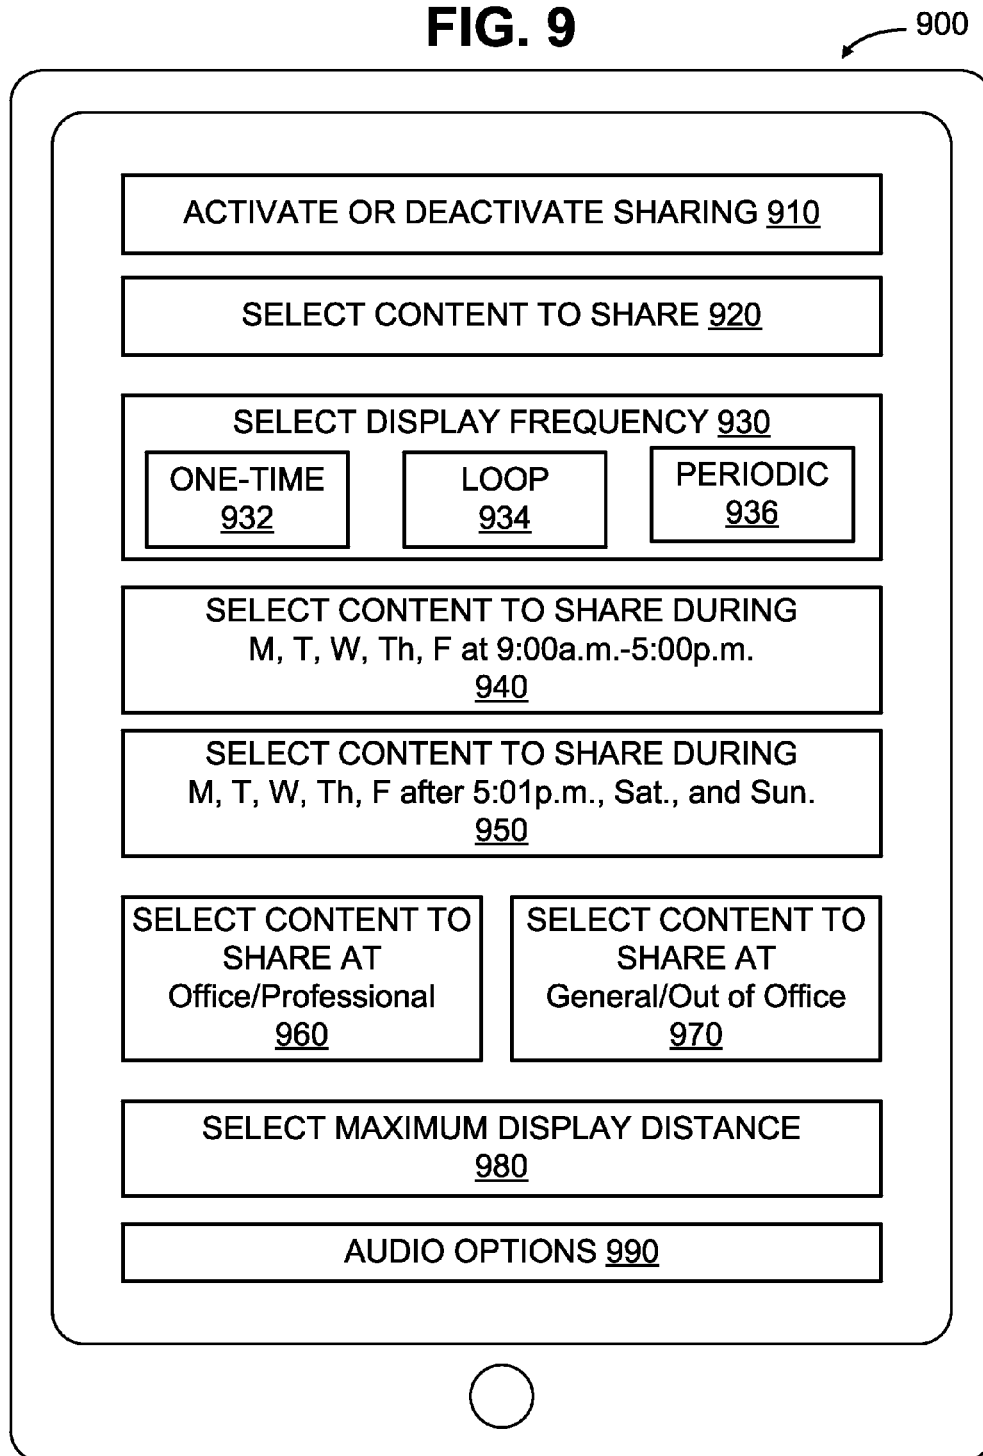 FIG. 9
900
ACTIVATE OR DEACTIVATE SHARING 910
SELECT CONTENT TO SHARE 920
SELECT DISPLAY FREQUENCY 930
ONE-TIME
932
LOOP
934
PERIODIC
936
SELECT CONTENT TO SHARE DURING
M, T, W, Th, F at 9:00a.m.-5:00p.m.
940
SELECT CONTENT TO SHARE DURING
M, T, W, Th, F after 5:01p.m., Sat., and Sun.
950
SELECT CONTENT TO
SHARE AT
Office/Professional
960
SELECT CONTENT TO
SHARE AT
General/Out of Office
970
SELECT MAXIMUM DISPLAY DISTANCE
980
AUDIO OPTIONS 990